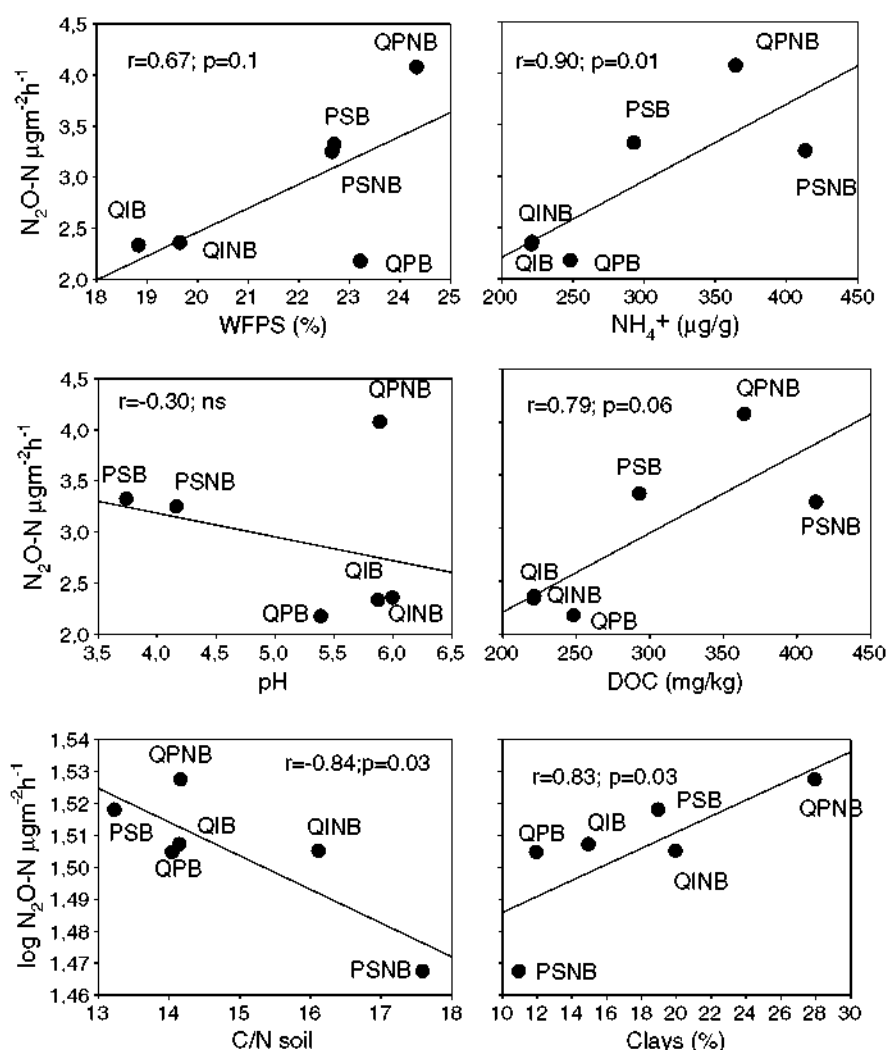 4,5
4,0
3,5
3,0
2,5
2,0
N₂O-N µgm⁻²h⁻¹
r=0.67; p=0.1
QPNB
PSB
PSNB
QIB
QINB
QPB
18 19 20 21 22 23 24 25
WFPS (%)
r=0.90; p=0.01
QPNB
PSB
PSNB
QINB
QIB
QPB
200 250 300 350 400 450
NH₄⁺ (µg/g)
4,5
4,0
3,5
3,0
2,5
2,0
N₂O-N µgm⁻²h⁻¹
r=-0.30; ns
QPNB
PSB
PSNB
QIB
QPB
QINB
3,5 4,0 4,5 5,0 5,5 6,0 6,5
pH
r=0.79; p=0.06
QPNB
PSB
PSNB
QIB
QINB
QPB
200 250 300 350 400 450
DOC (mg/kg)
1,54
1,53
1,52
1,51
1,50
1,49
1,48
1,47
1.46
log N₂O-N µgm⁻²h⁻¹
QPNB
r=-0.84;p=0.03
PSB
QIB
QINB
QPB
PSNB
13 14 15 16 17 18
C/N soil
r=0.83; p=0.03
PSB
QPNB
QPB
QIB
QINB
PSNB
10 12 14 16 18 20 22 24 26 28 30
Clays (%)